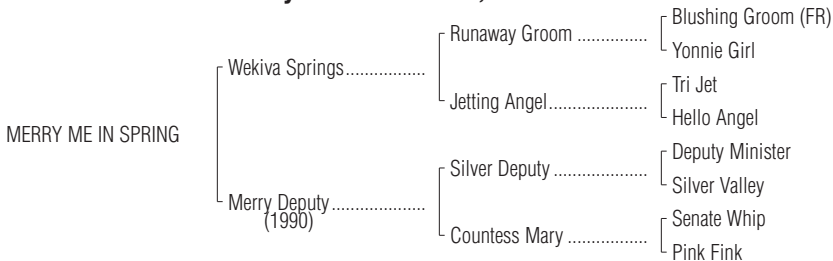 Blushing Groom (FR)
Runaway Groom ...............
Yonnie Girl
Wekiva Springs.................
Tri Jet
Jetting Angel.....................
Hello Angel
MERRY ME IN SPRING
Deputy Minister
Silver Deputy ....................
Silver Valley
Merry Deputy ....................
(1990)
Senate Whip
Countess Mary .................
Pink Fink